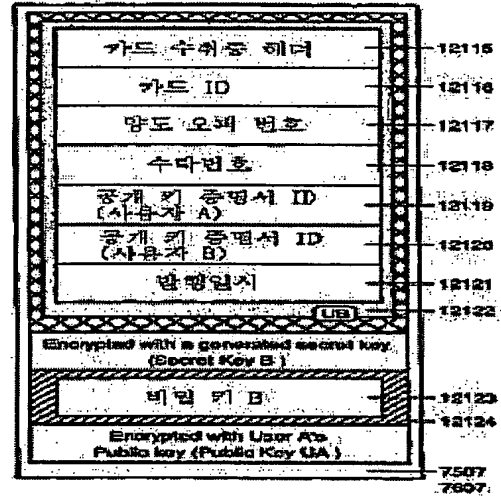 카드 수취증 헤더
12115
카드 ID
12116
양도 오퍼 번호
12117
수다번호
12118
공개 키 증명서 ID
(사용자 A)
12119
공개 키 증명서 ID
(사용자 B)
12120
발행일시
12121
UB
12122
Encrypted with a generated secret key
(Secret Key B)
비밀 키 B
12123
12124
Encrypted with User A's
Public key (Public Key UA)
7507
7607